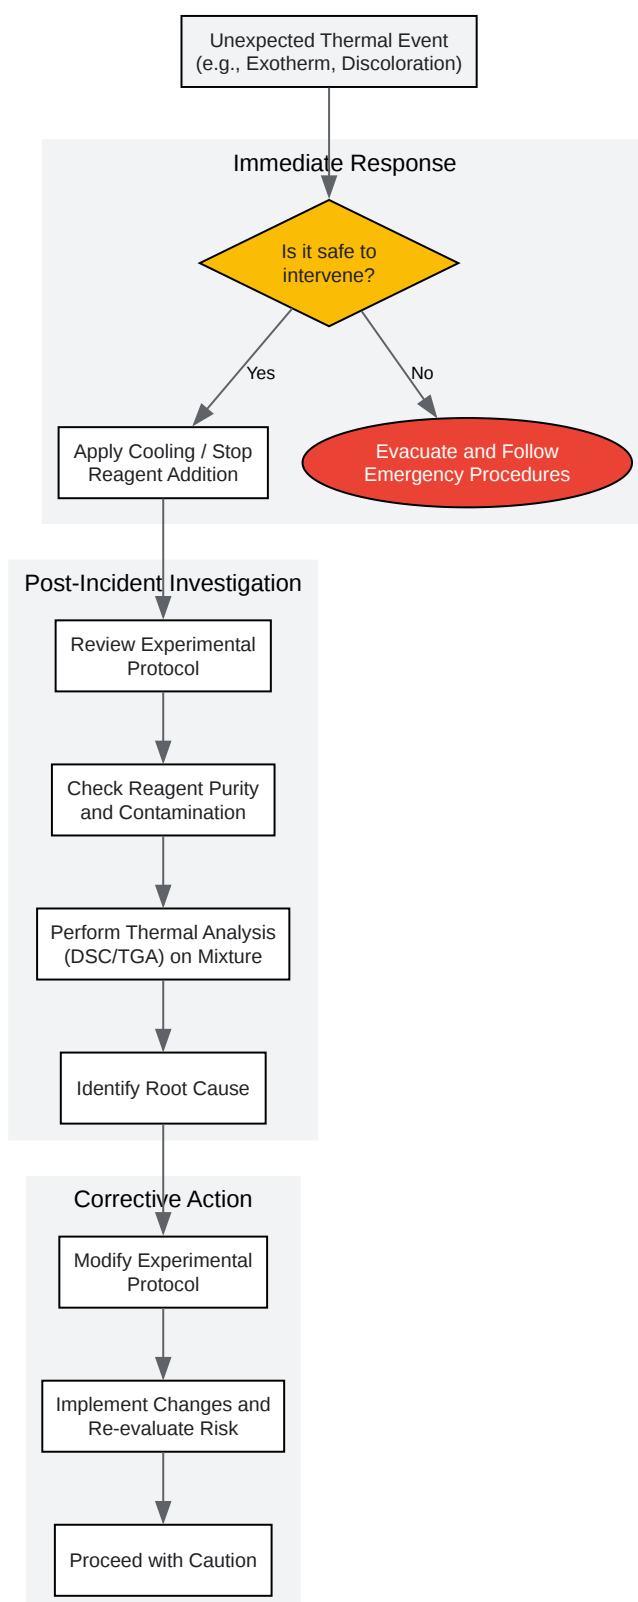 Unexpected Thermal Event
(e.g., Exotherm, Discoloration)
Immediate Response
Is it safe to
intervene?
Yes
No
Apply Cooling / Stop
Reagent Addition
Evacuate and Follow
Emergency Procedures
Post-Incident Investigation
Review Experimental
Protocol
Check Reagent Purity
and Contamination
Perform Thermal Analysis
(DSC/TGA) on Mixture
Identify Root Cause
Corrective Action
Modify Experimental
Protocol
Implement Changes and
Re-evaluate Risk
Proceed with Caution